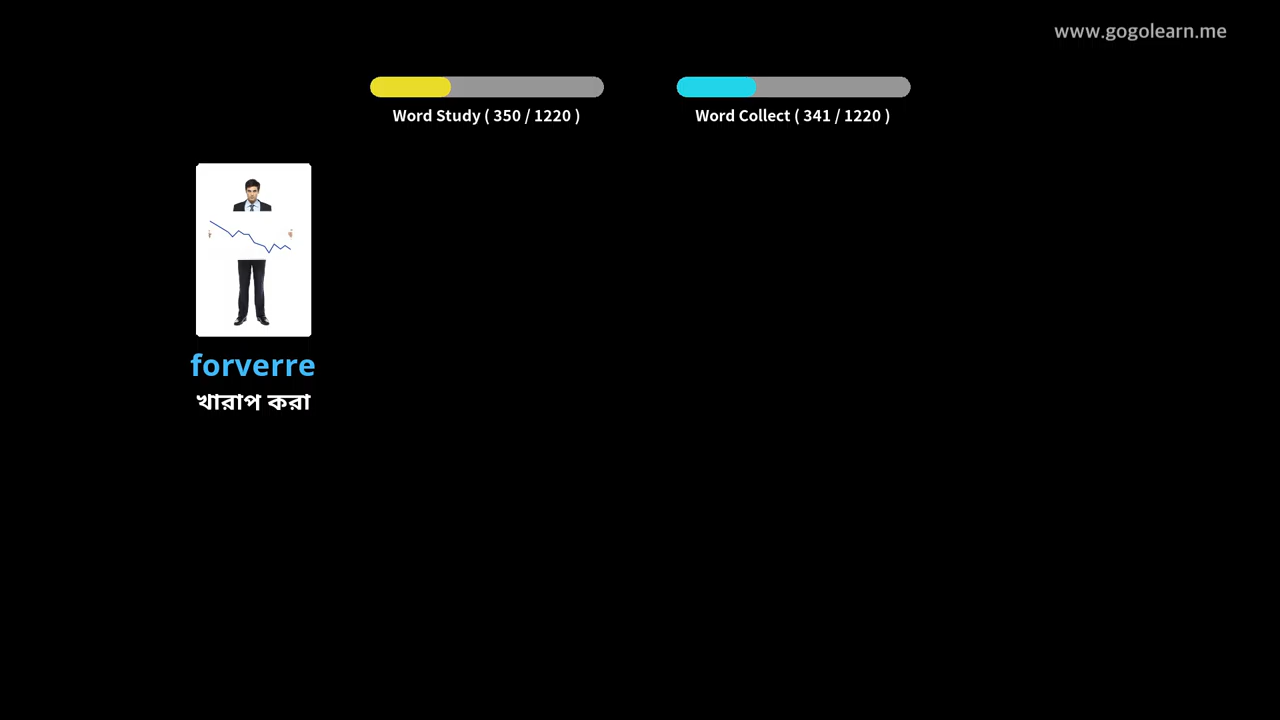 www.gogolearn.me
Word Study ( 350 / 1220 )
Word Collect ( 341 / 1220 )
forverre
খারাপ করা